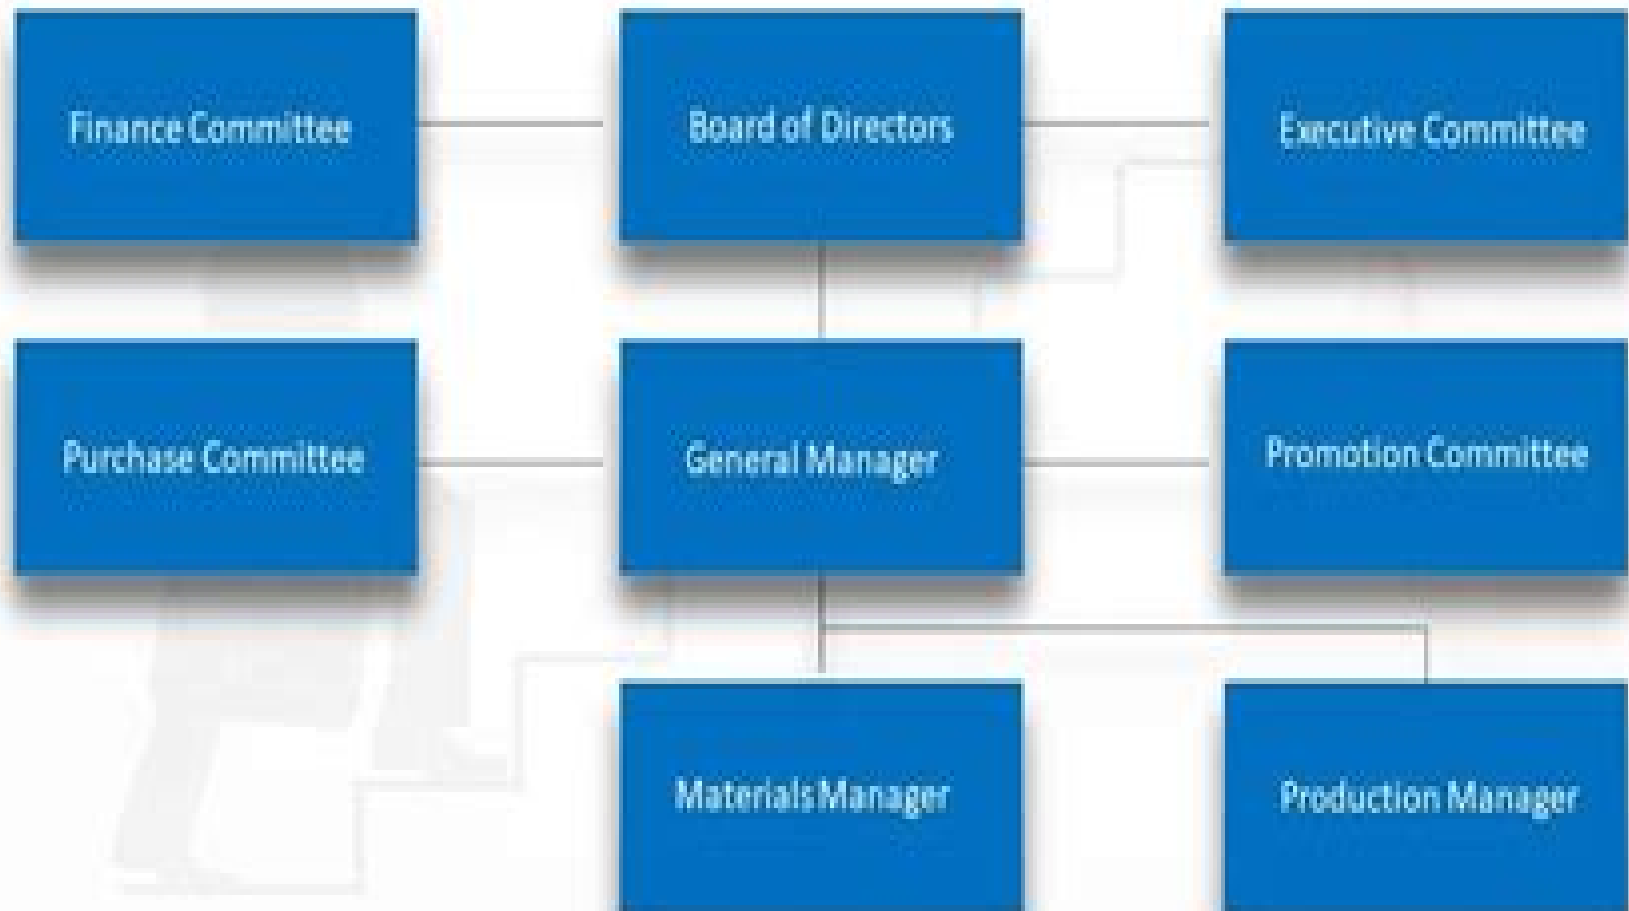 Finance Committee
Board of Directors
Executive Committee
Purchase Committee
General Manager
Promotion Committee
Materials Manager
Production Manager